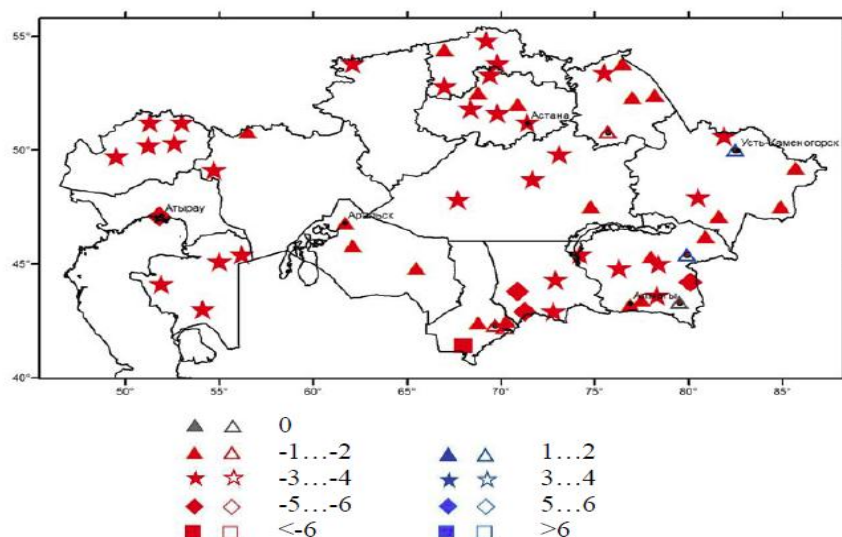 55°
Астана
50°
Усть-Каменогорск
Атырау
Аральск
45°
Алматы
40°
50° 55° 60° 65° 70° 75° 80° 85°
0
-1...-2 1...2
-3...-4 3...4
-5...-6 5...6
<-6 >6